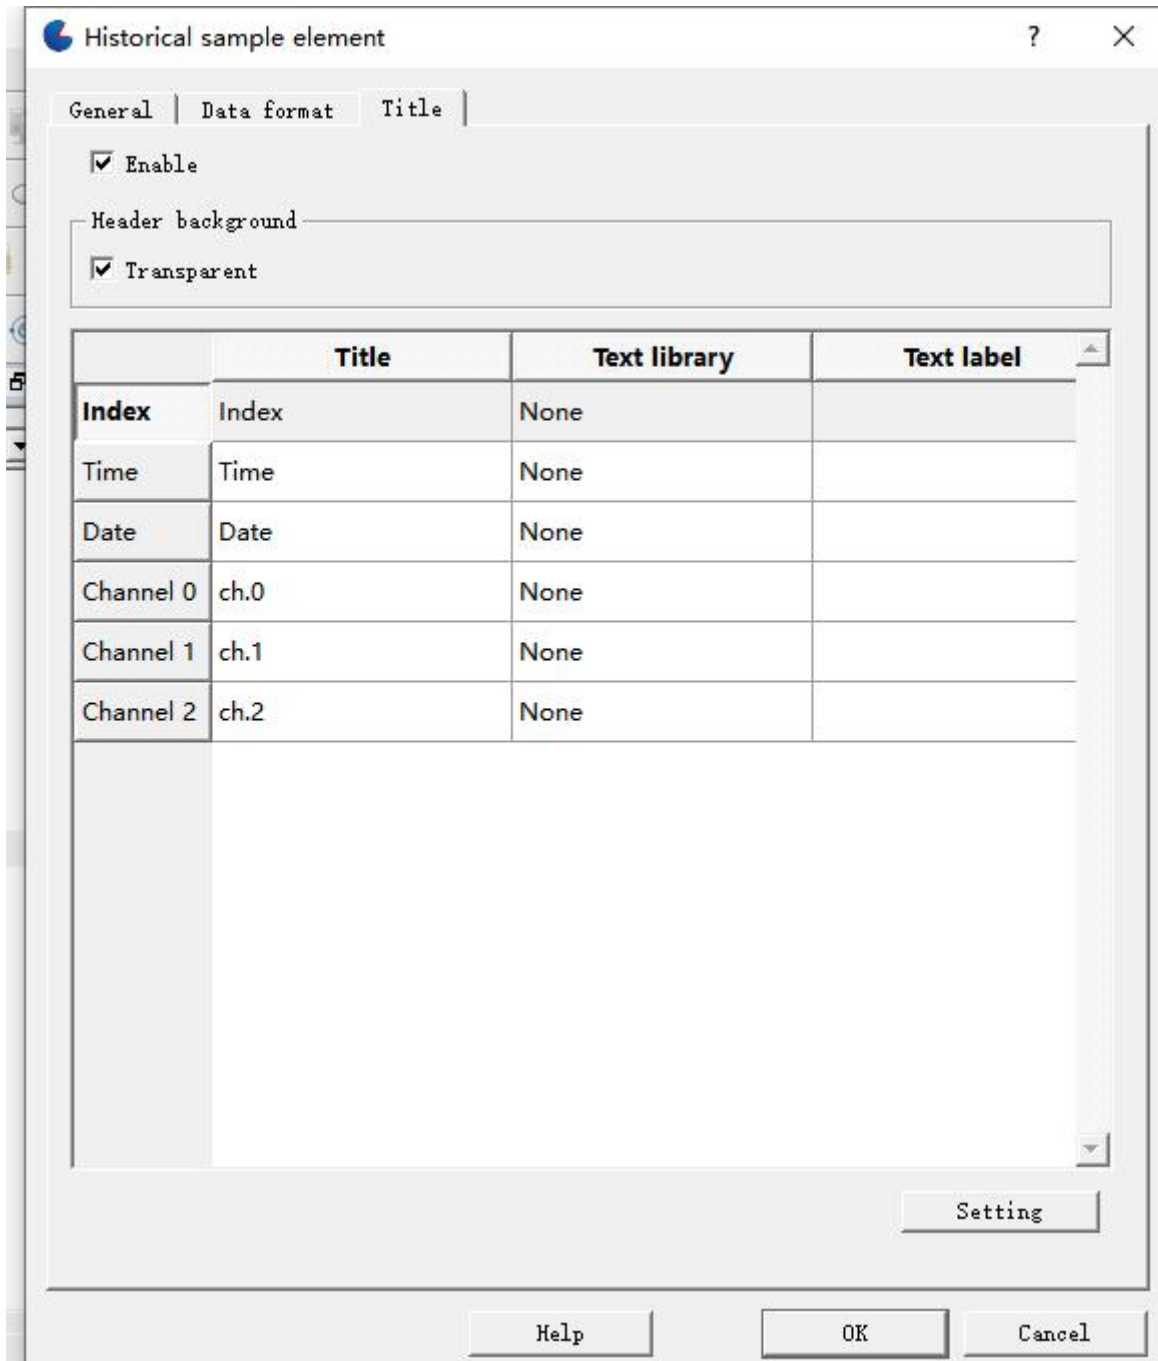 Historical sample element
?
General Data format Title
Enable
Header background
Transparent
Title Text library Text label
Index Index None
Time Time None
Date Date None
Channel 0 ch.0 None
Channel 1 ch.1 None
Channel 2 ch.2 None
Setting
Help OK Cancel